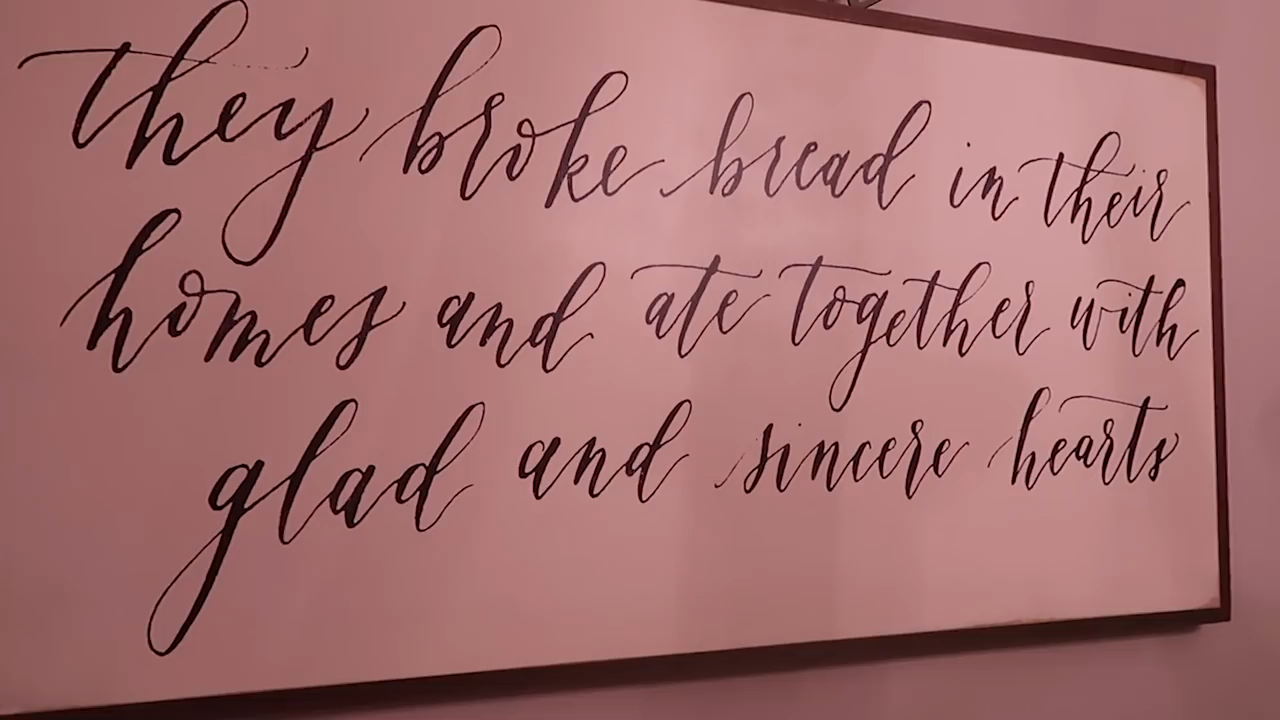 they broke bread in their
homes and ate together with
glad and sincere hearts